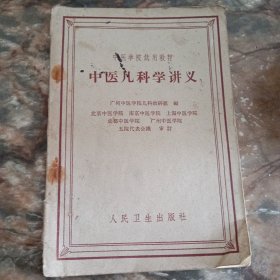 中医学校试用教材
中医儿科学讲义
广州中医学院儿科教研组 编
北京中医学院 南京中医学院 上海中医学院
成都中医学院 广州中医学院
五院代表会議 审訂
人民卫生出版社